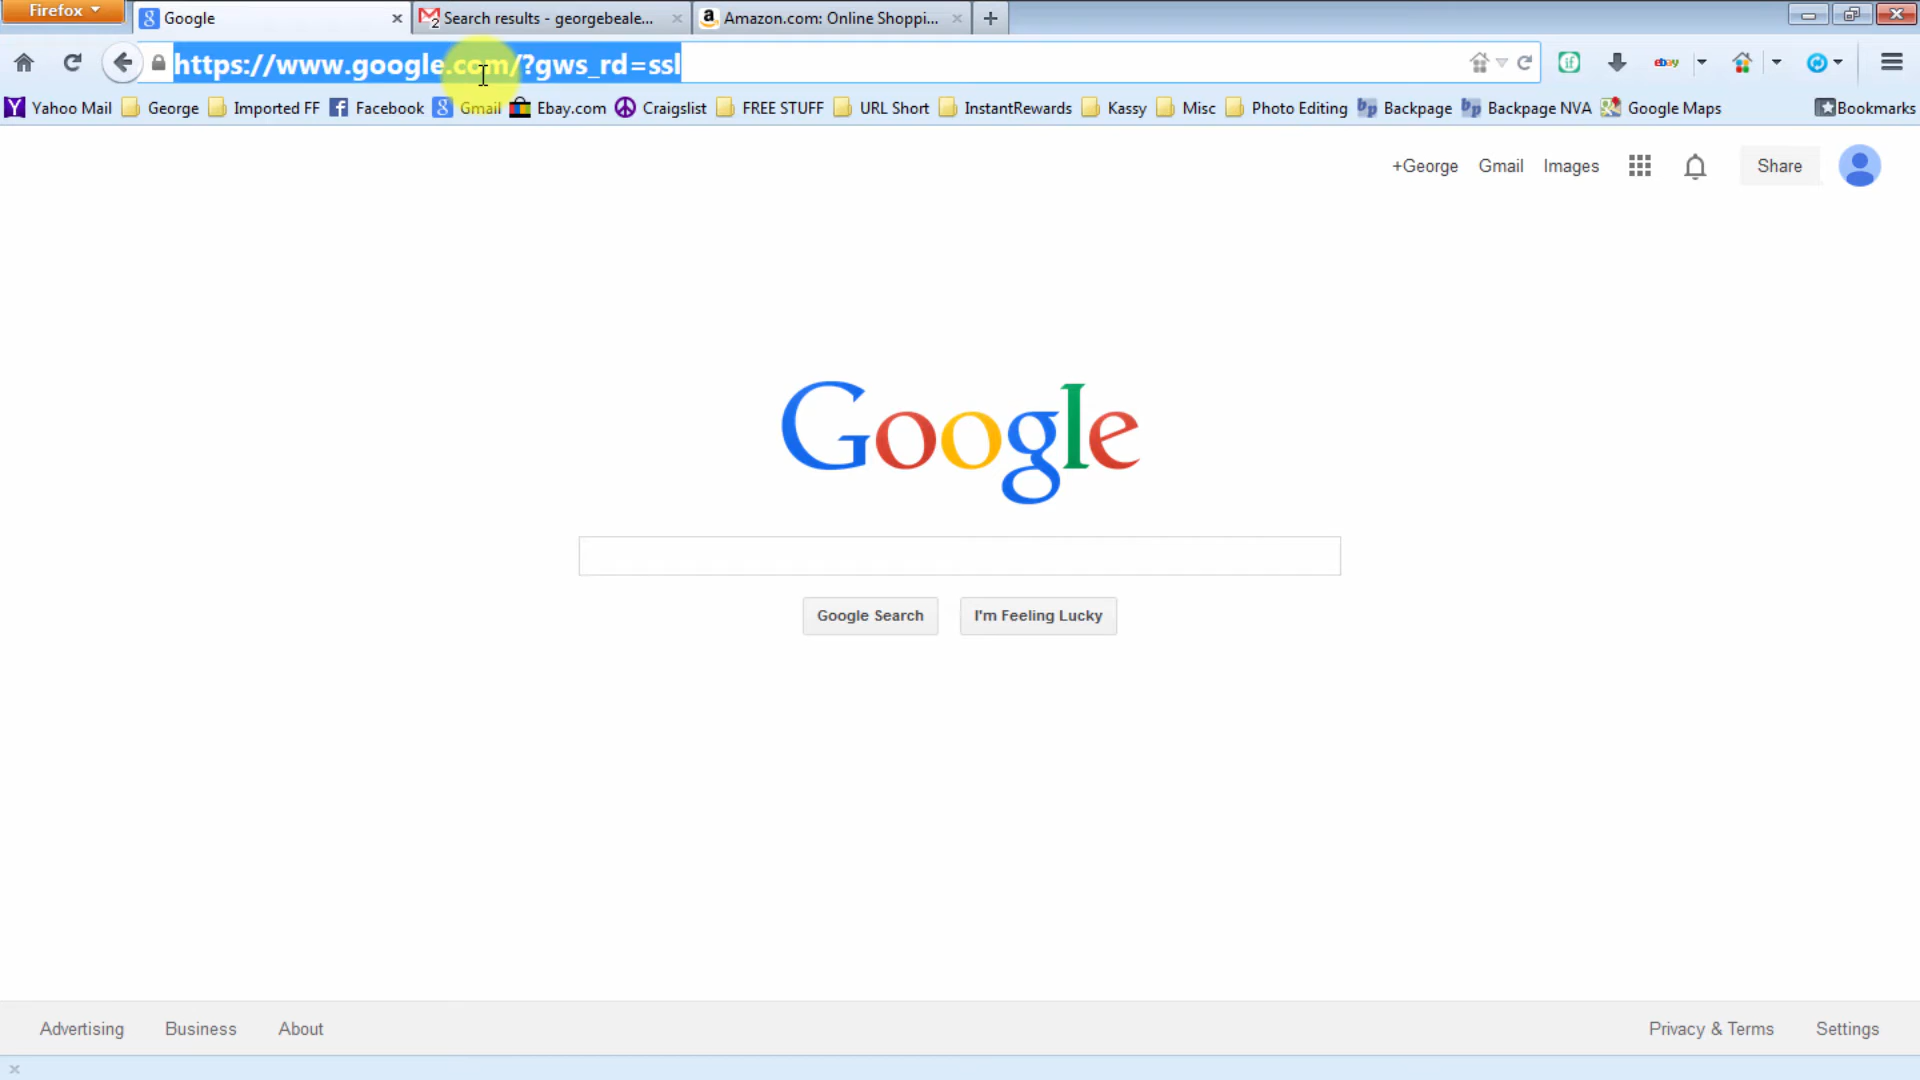 Firefox
Google
Search results - georgebeale...
Amazon.com: Online Shoppi...
https://www.google.com/?gws_rd=ssl
ebay
Yahoo Mail George Imported FF Facebook Gmail Ebay.com Craigslist FREE STUFF URL Short InstantRewards Kassy Misc Photo Editing Backpage Backpage NVA Google Maps Bookmarks
+George Gmail Images Share
Google
Google Search I'm Feeling Lucky
Advertising Business About Privacy & Terms Settings